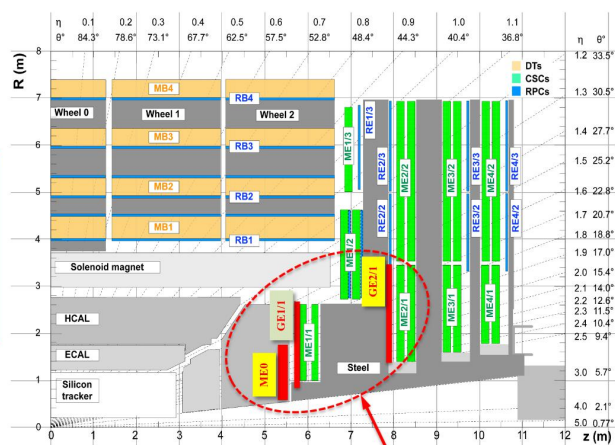 η 0.1 0.2 0.3 0.4 0.5 0.6 0.7 0.8 0.9 1.0 1.1
θ° 84.3° 78.6° 73.1° 67.7° 62.5° 57.5° 52.8° 48.4° 44.3° 40.4° 36.8° η θ°
R (m)
8
7
6
5
4
3
2
1
0
1.2 33.5°
1.3 30.5°
1.4 27.7°
1.5 25.2°
1.6 22.8°
1.7 20.7°
1.8 18.8°
1.9 17.0°
2.0 15.4°
2.1 14.0°
2.2 12.6°
2.3 11.5°
2.4 10.4°
2.5 9.4°
3.0 5.7°
4.0 2.1°
5.0 0.77°
DTs
CSCs
RPCs
MB4
RB4
Wheel 0 Wheel 1 Wheel 2
MB3
RB3
MB2
RB2
MB1
RB1
Solenoid magnet
HCAL
ECAL
Silicon
tracker
Steel
ME0
GE1/1
GE2/1
ME1/1
ME1/2
ME1/3
RE1/3
RE2/3
RE2/2
ME2/2
ME2/1
ME3/2
ME3/1
RE3/3
RE3/2
ME4/2
ME4/1
RE4/3
RE4/2
0 1 2 3 4 5 6 7 8 9 10 11 12 z (m)